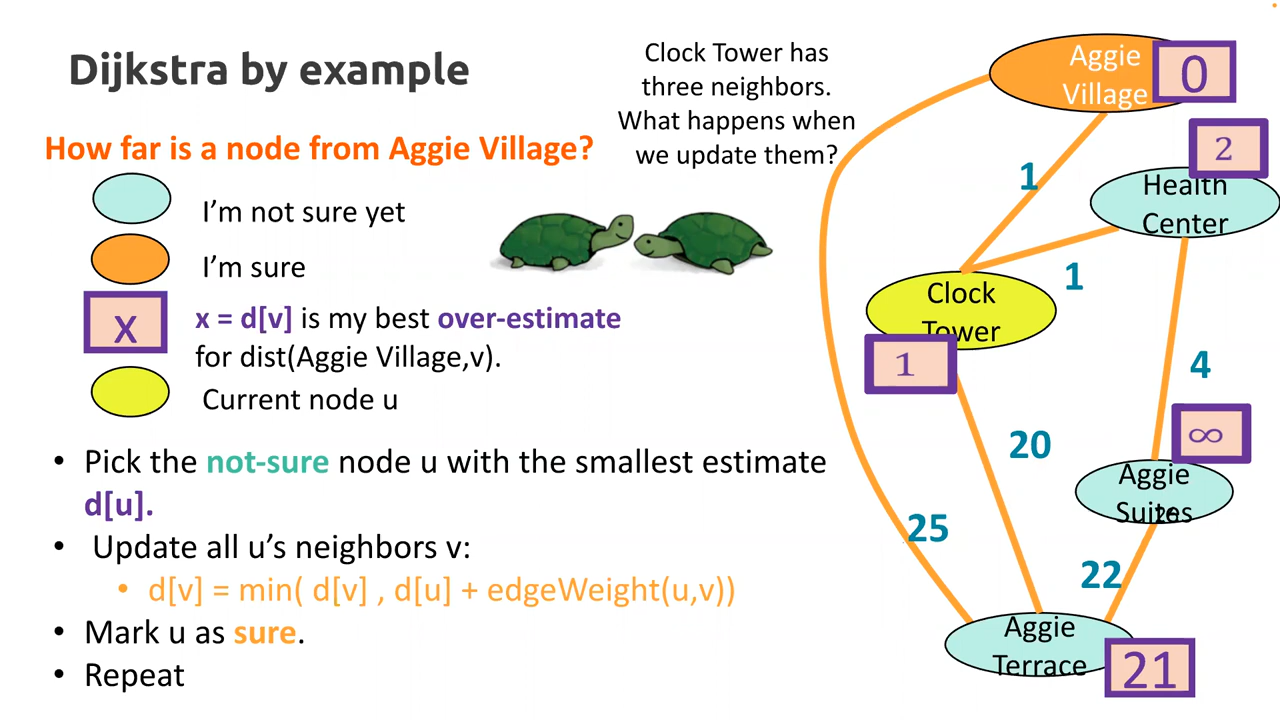 Dijkstra by example
Clock Tower has
three neighbors.
What happens when
we update them?
How far is a node from Aggie Village?
I’m not sure yet
I’m sure
x
x = d[v] is my best over-estimate
for dist(Aggie Village,v).
Current node u
• Pick the not-sure node u with the smallest estimate
d[u].
• Update all u’s neighbors v:
• d[v] = min( d[v] , d[u] + edgeWeight(u,v))
• Mark u as sure.
• Repeat
Aggie
Village
0
2
Health
Center
1
1
Clock
Tower
1
4
20
∞
Aggie
Suites
26
25
22
Aggie
Terrace
21